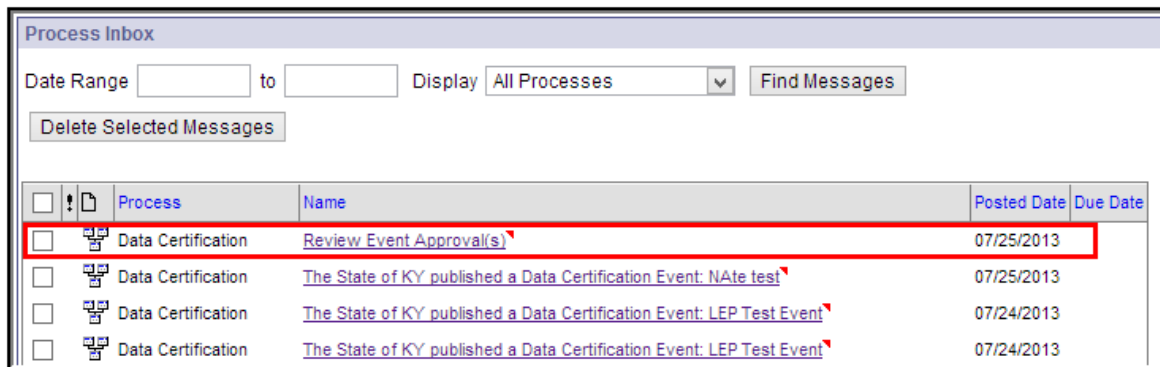 Process Inbox
Date Range to Display All Processes Find Messages
Delete Selected Messages
! Process Name Posted Date Due Date
Data Certification Review Event Approval(s) 07/25/2013
Data Certification The State of KY published a Data Certification Event: NAte test 07/25/2013
Data Certification The State of KY published a Data Certification Event: LEP Test Event 07/24/2013
Data Certification The State of KY published a Data Certification Event: LEP Test Event 07/24/2013